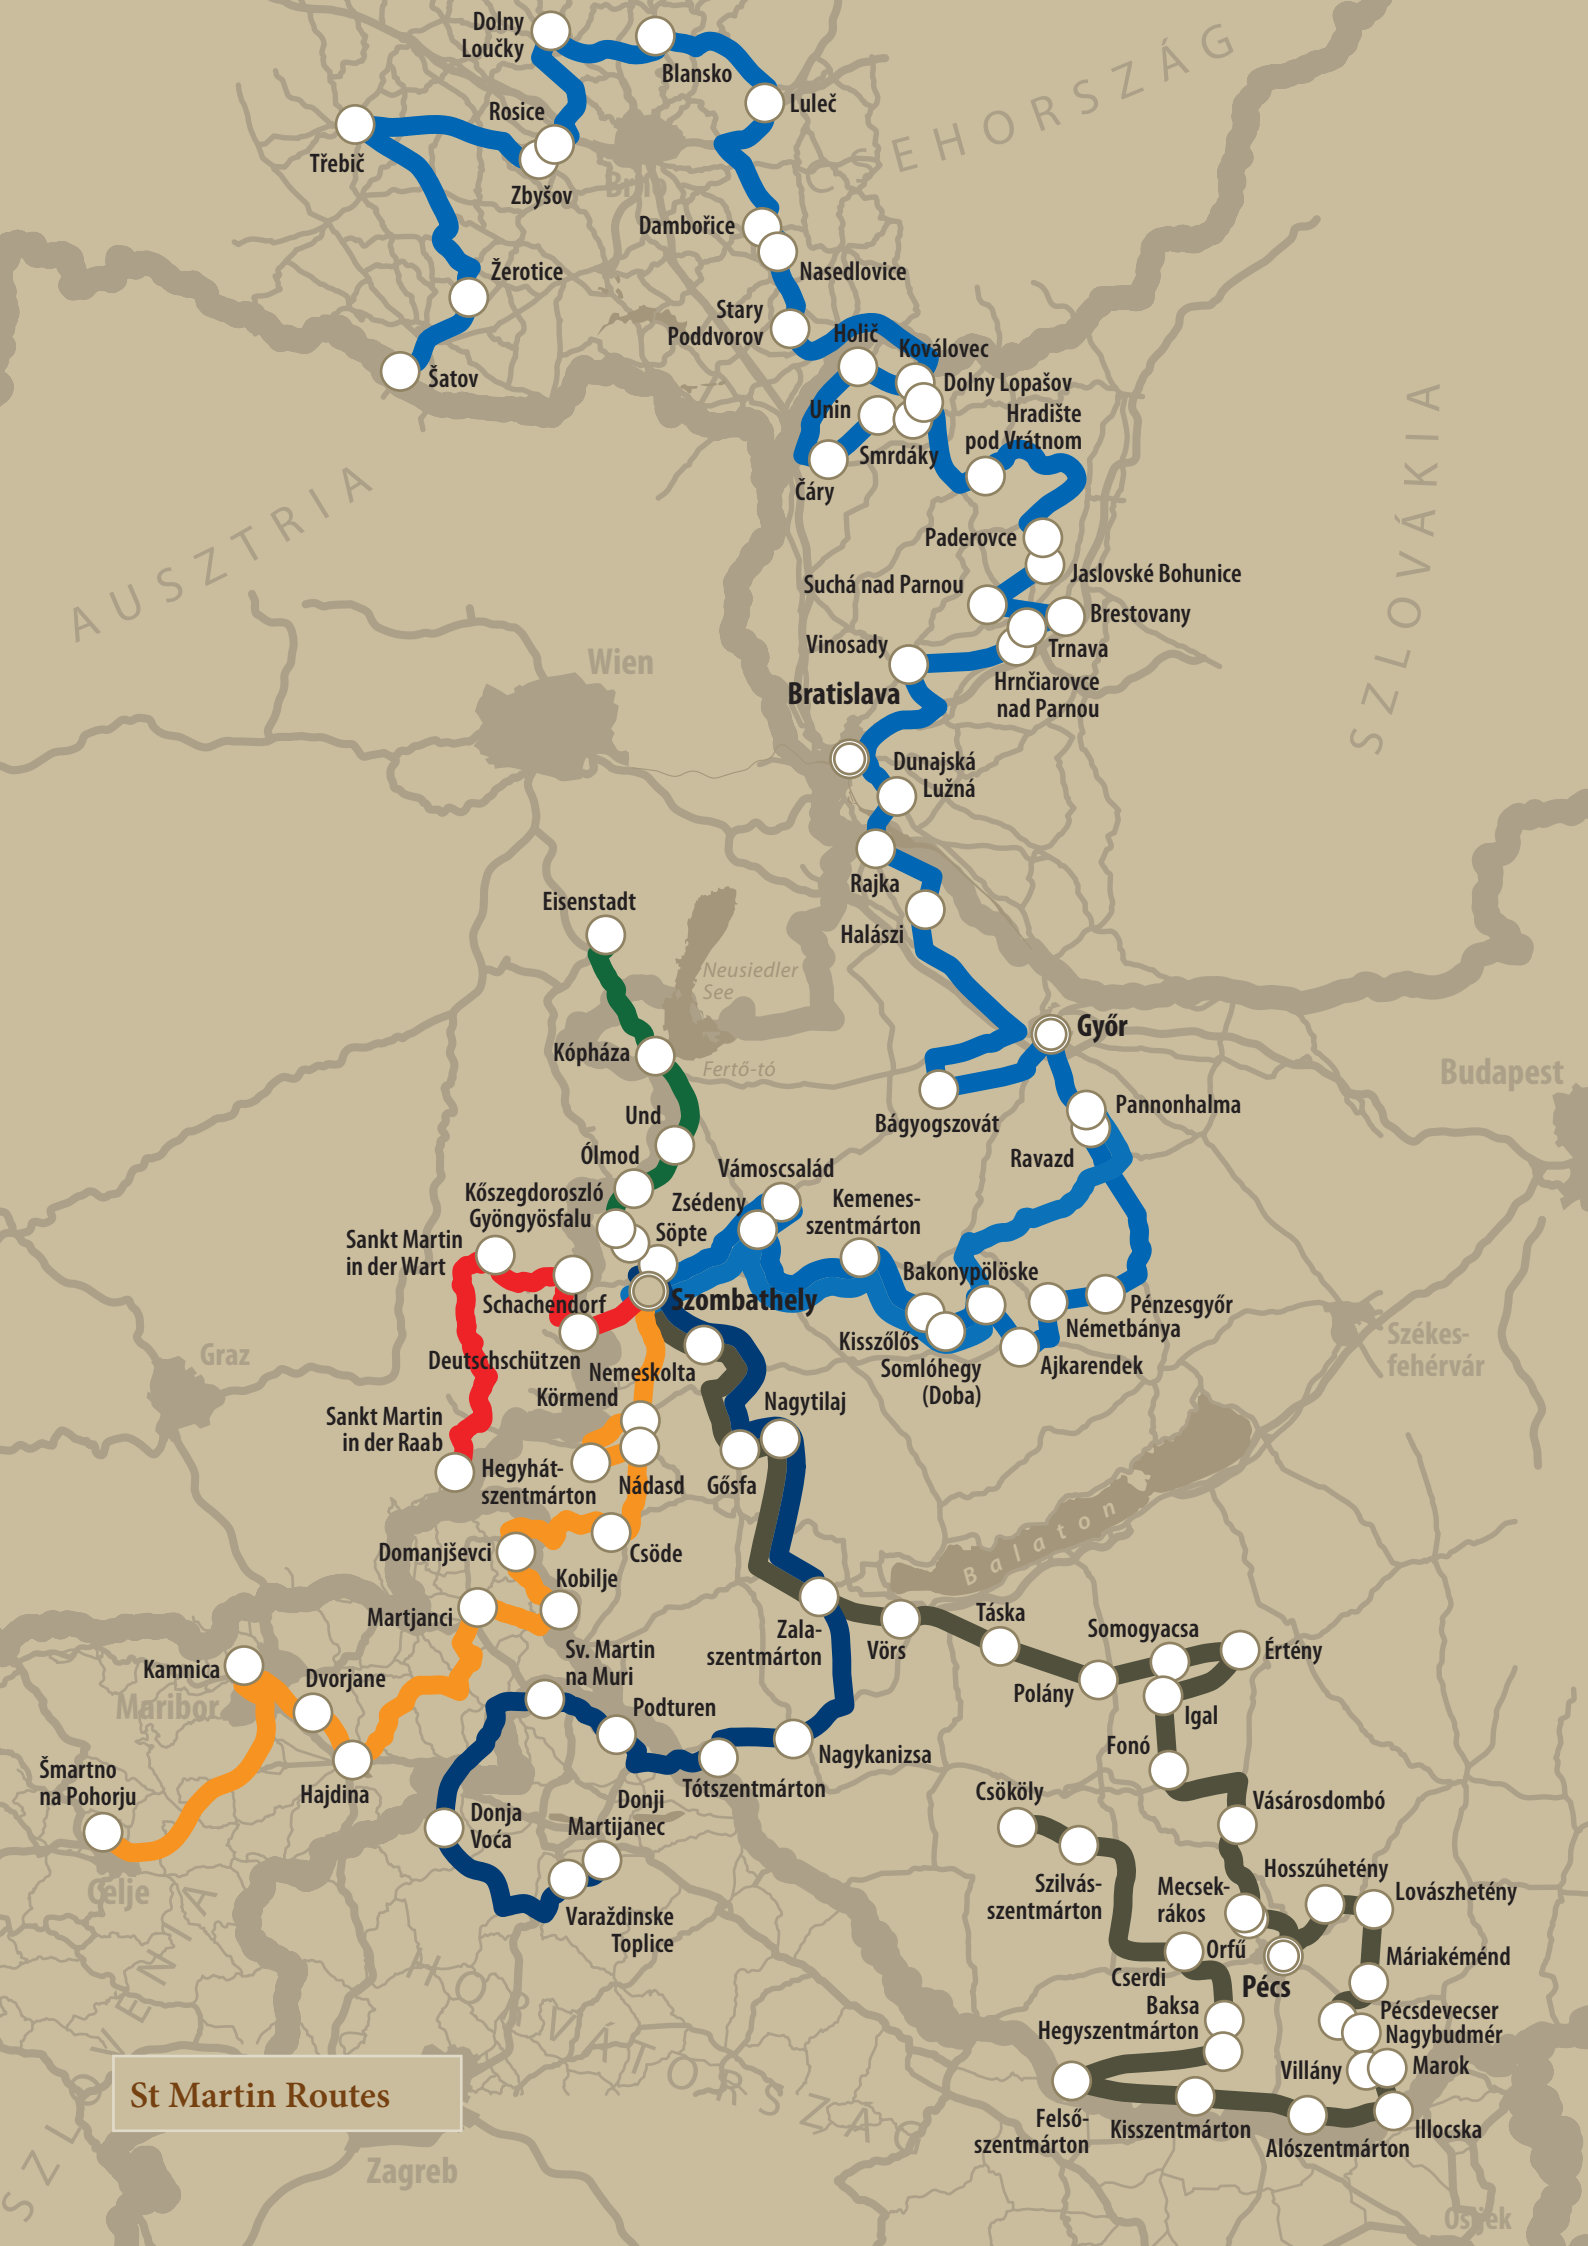 Dolny
Loučky
Blansko
Luleč
Rosice
Třebič
Zbyšov
Brno
CSEHORSZÁG
Dambořice
Nasedlovice
Žerotice
Stary
Poddvorov
Holič
Koválovec
Šatov
Dolny Lopašov
Unin
Hradište
pod Vrátnom
Smrdáky
Čáry
AUSZTRIA
SZLOVÁKIA
Paderovce
Jaslovské Bohunice
Suchá nad Parnou
Brestovany
Vinosady
Trnava
Wien
Hrnčiarovce
nad Parnou
Bratislava
Dunajská
Lužná
Rajka
Eisenstadt
Halászi
Neusiedler
See
Győr
Kópháza
Fertő-tó
Budapest
Pannonhalma
Bágyogszovát
Und
Ravazd
Ólmod
Vámoscsalád
Kőszegdoroszló
Zsédeny
Kemenes-
szentmárton
Gyöngyösfalu
Söpte
Sankt Martin
in der Wart
Bakonypölöske
Schachendorf
Szombathely
Pénzesgyőr
Németbánya
Kisszőlős
Székes-
fehérvár
Graz
Deutschschützen
Nemeskolta
Somlóhegy
(Doba)
Ajkarendek
Körmend
Nagytilaj
Sankt Martin
in der Raab
Hegyhát-
szentmárton
Nádasd
Gősfa
Balaton
Domanjševci
Csöde
Kobilje
Martjanci
Táska
Zala-
szentmárton
Vörs
Somogyacsa
Értény
Sv. Martin
na Muri
Kamnica
Dvorjane
Maribor
Polány
Igal
Podturen
Fonó
Nagykanizsa
Šmartno
na Pohorju
Hajdina
Tótszentmárton
Csököly
Vásárosdombó
Donji
Martijanec
Donja
Voća
Hosszúhetény
Celje
Szilvás-
szentmárton
Mecsek-
rákos
Lovászhetény
Varaždinske
Toplice
Orfű
Máriakéménd
Cserdi
Pécs
HORVÁTORSZÁG
Baksa
Hegyszentmárton
Pécsdevecser
Nagybudmér
Villány
Marok
SZLOVÉNIA
St Martin Routes
Felső-
szentmárton
Kisszentmárton
Alószentmárton
Illocska
Zagreb
Osijek